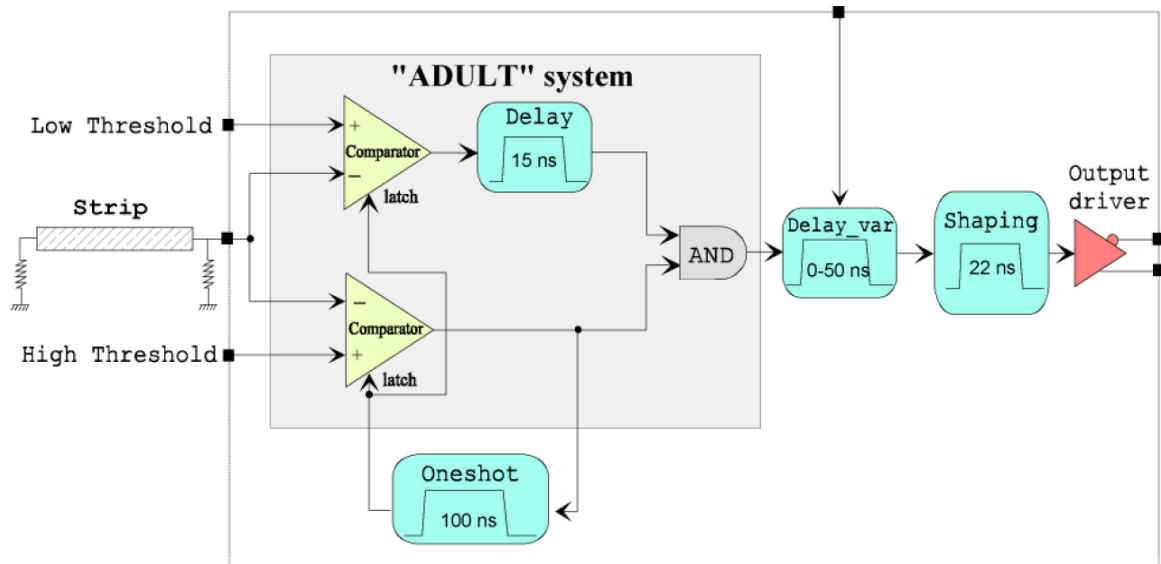 "ADULT" system
Low Threshold
+
Comparator
−
latch
Delay
15 ns
Strip
Output
driver
Delay_var
0-50 ns
Shaping
22 ns
AND
−
Comparator
+
latch
High Threshold
Oneshot
100 ns